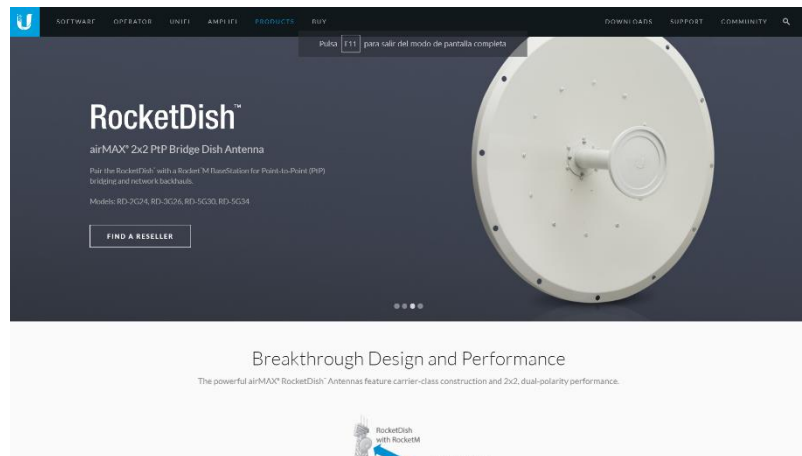 U
SOFTWARE OPERATOR UNIFI AMPLIFI PRODUCTS BUY DOWNLOADS SUPPORT COMMUNITY
Pulsa F11 para salir del modo de pantalla completa
RocketDish™
airMAX® 2x2 PtP Bridge Dish Antenna
Pair the RocketDish™ with a Rocket™M BaseStation for Point-to-Point (PtP)
bridging and network backhauls.
Models: RD-2G24, RD-3G26, RD-5G30, RD-5G34
FIND A RESELLER
Breakthrough Design and Performance
The powerful airMAX® RocketDish™ Antennas feature carrier-class construction and 2x2, dual-polarity performance.
RocketDish
with RocketM